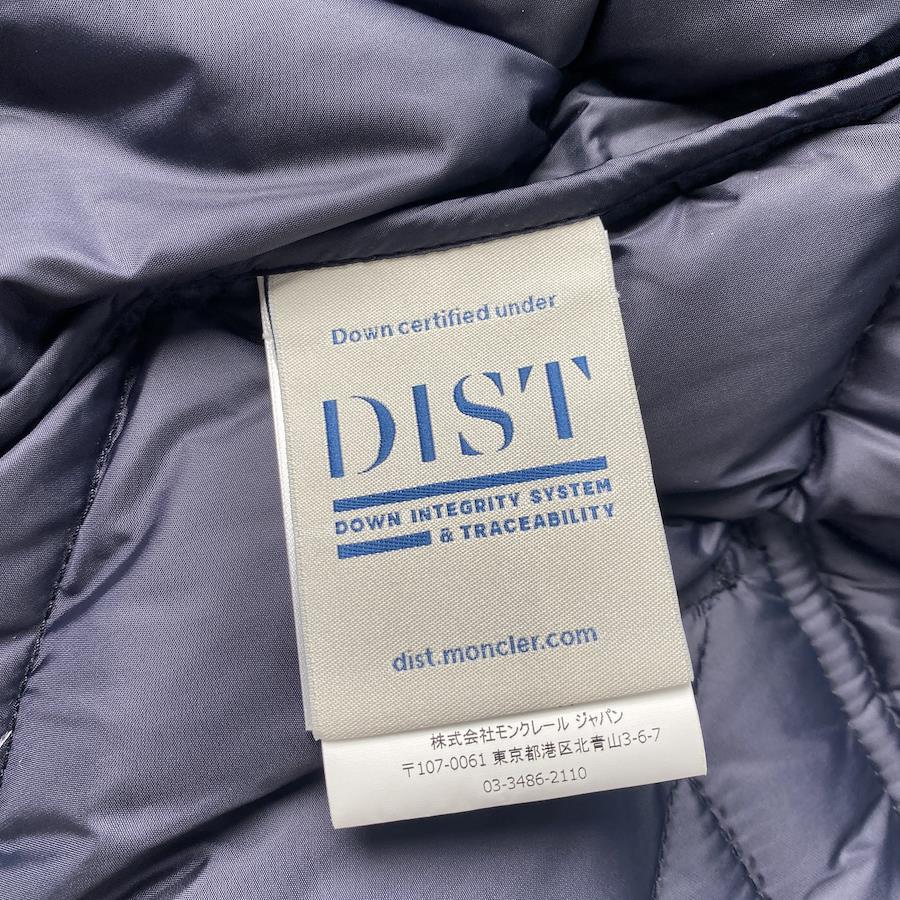 Down certified under
DIST
DOWN INTEGRITY SYSTEM
& TRACEABILITY
dist.moncler.com
株式会社モンクレール ジャパン
〒107-0061 東京都港区北青山3-6-7
03-3486-2110